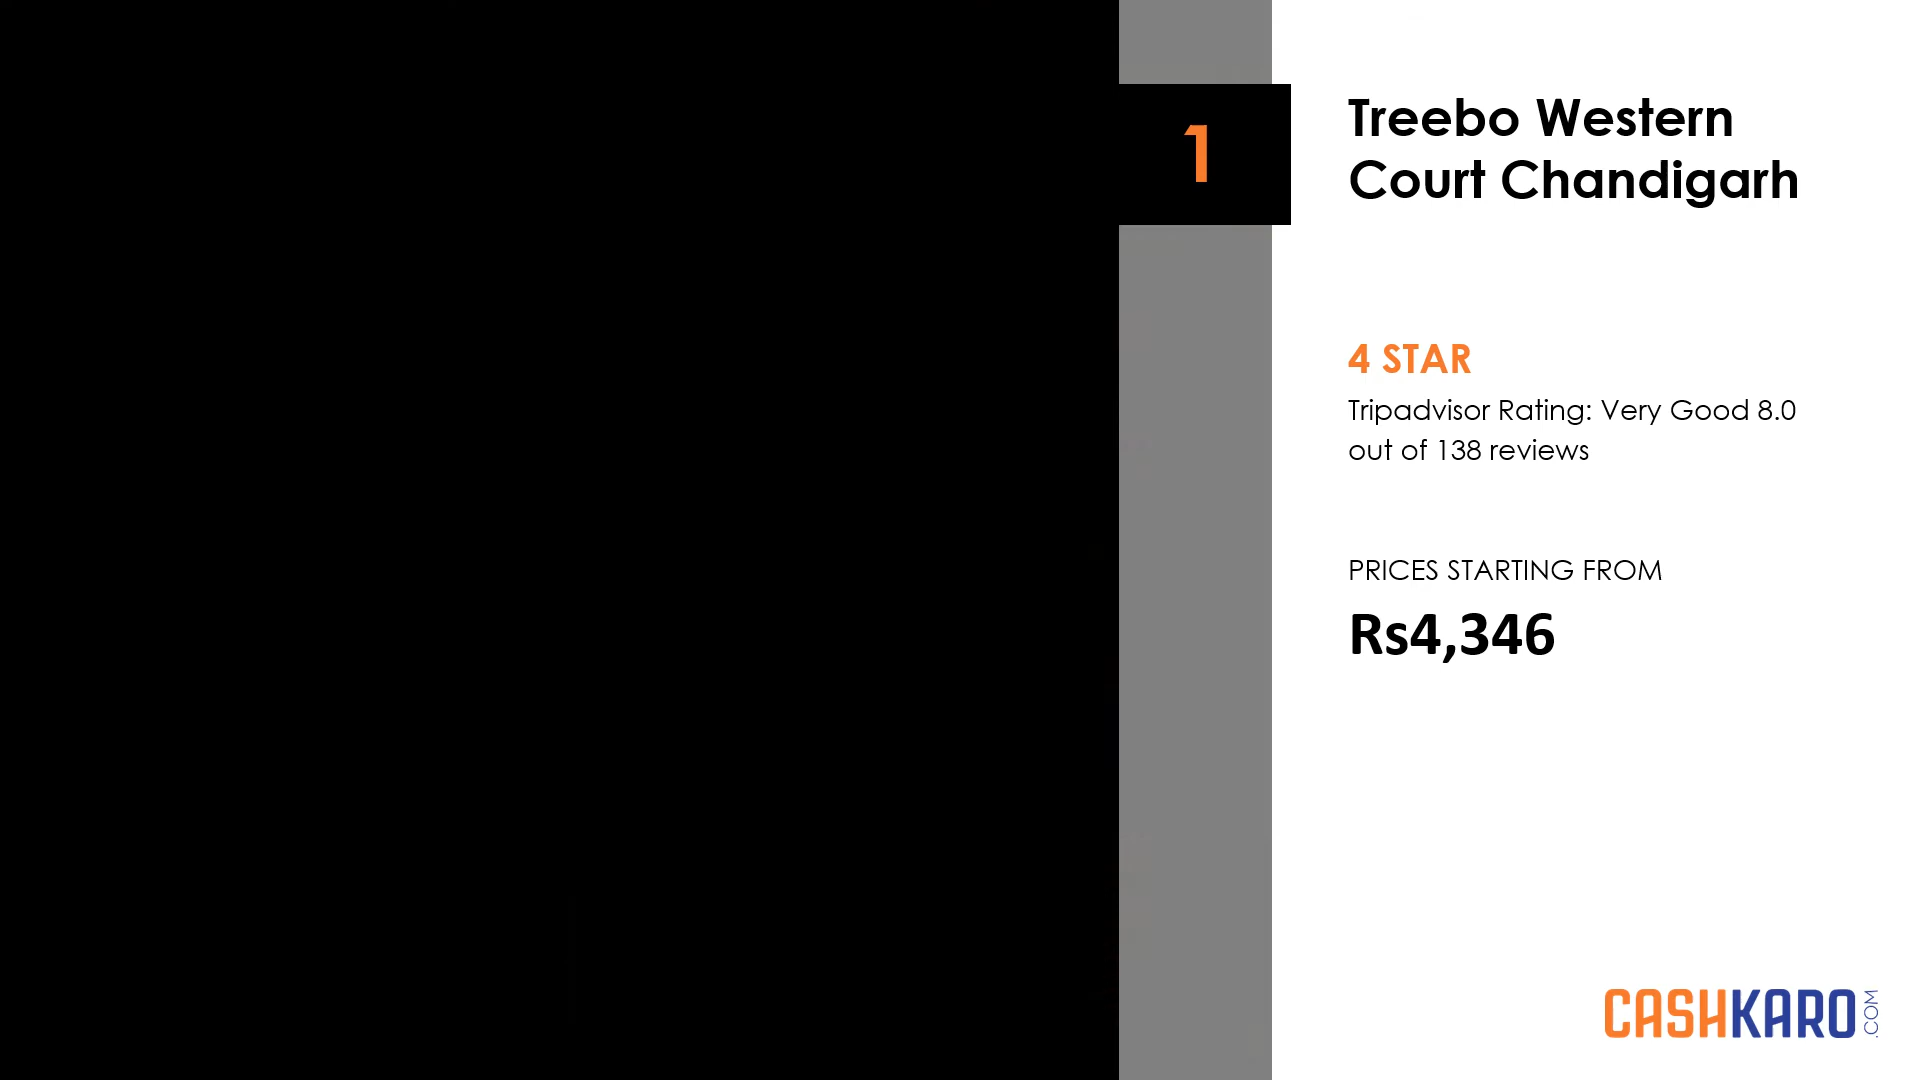 1
Treebo Western
Court Chandigarh
4 STAR
Tripadvisor Rating: Very Good 8.0
out of 138 reviews
PRICES STARTING FROM
Rs4,346
CASHKARO.COM